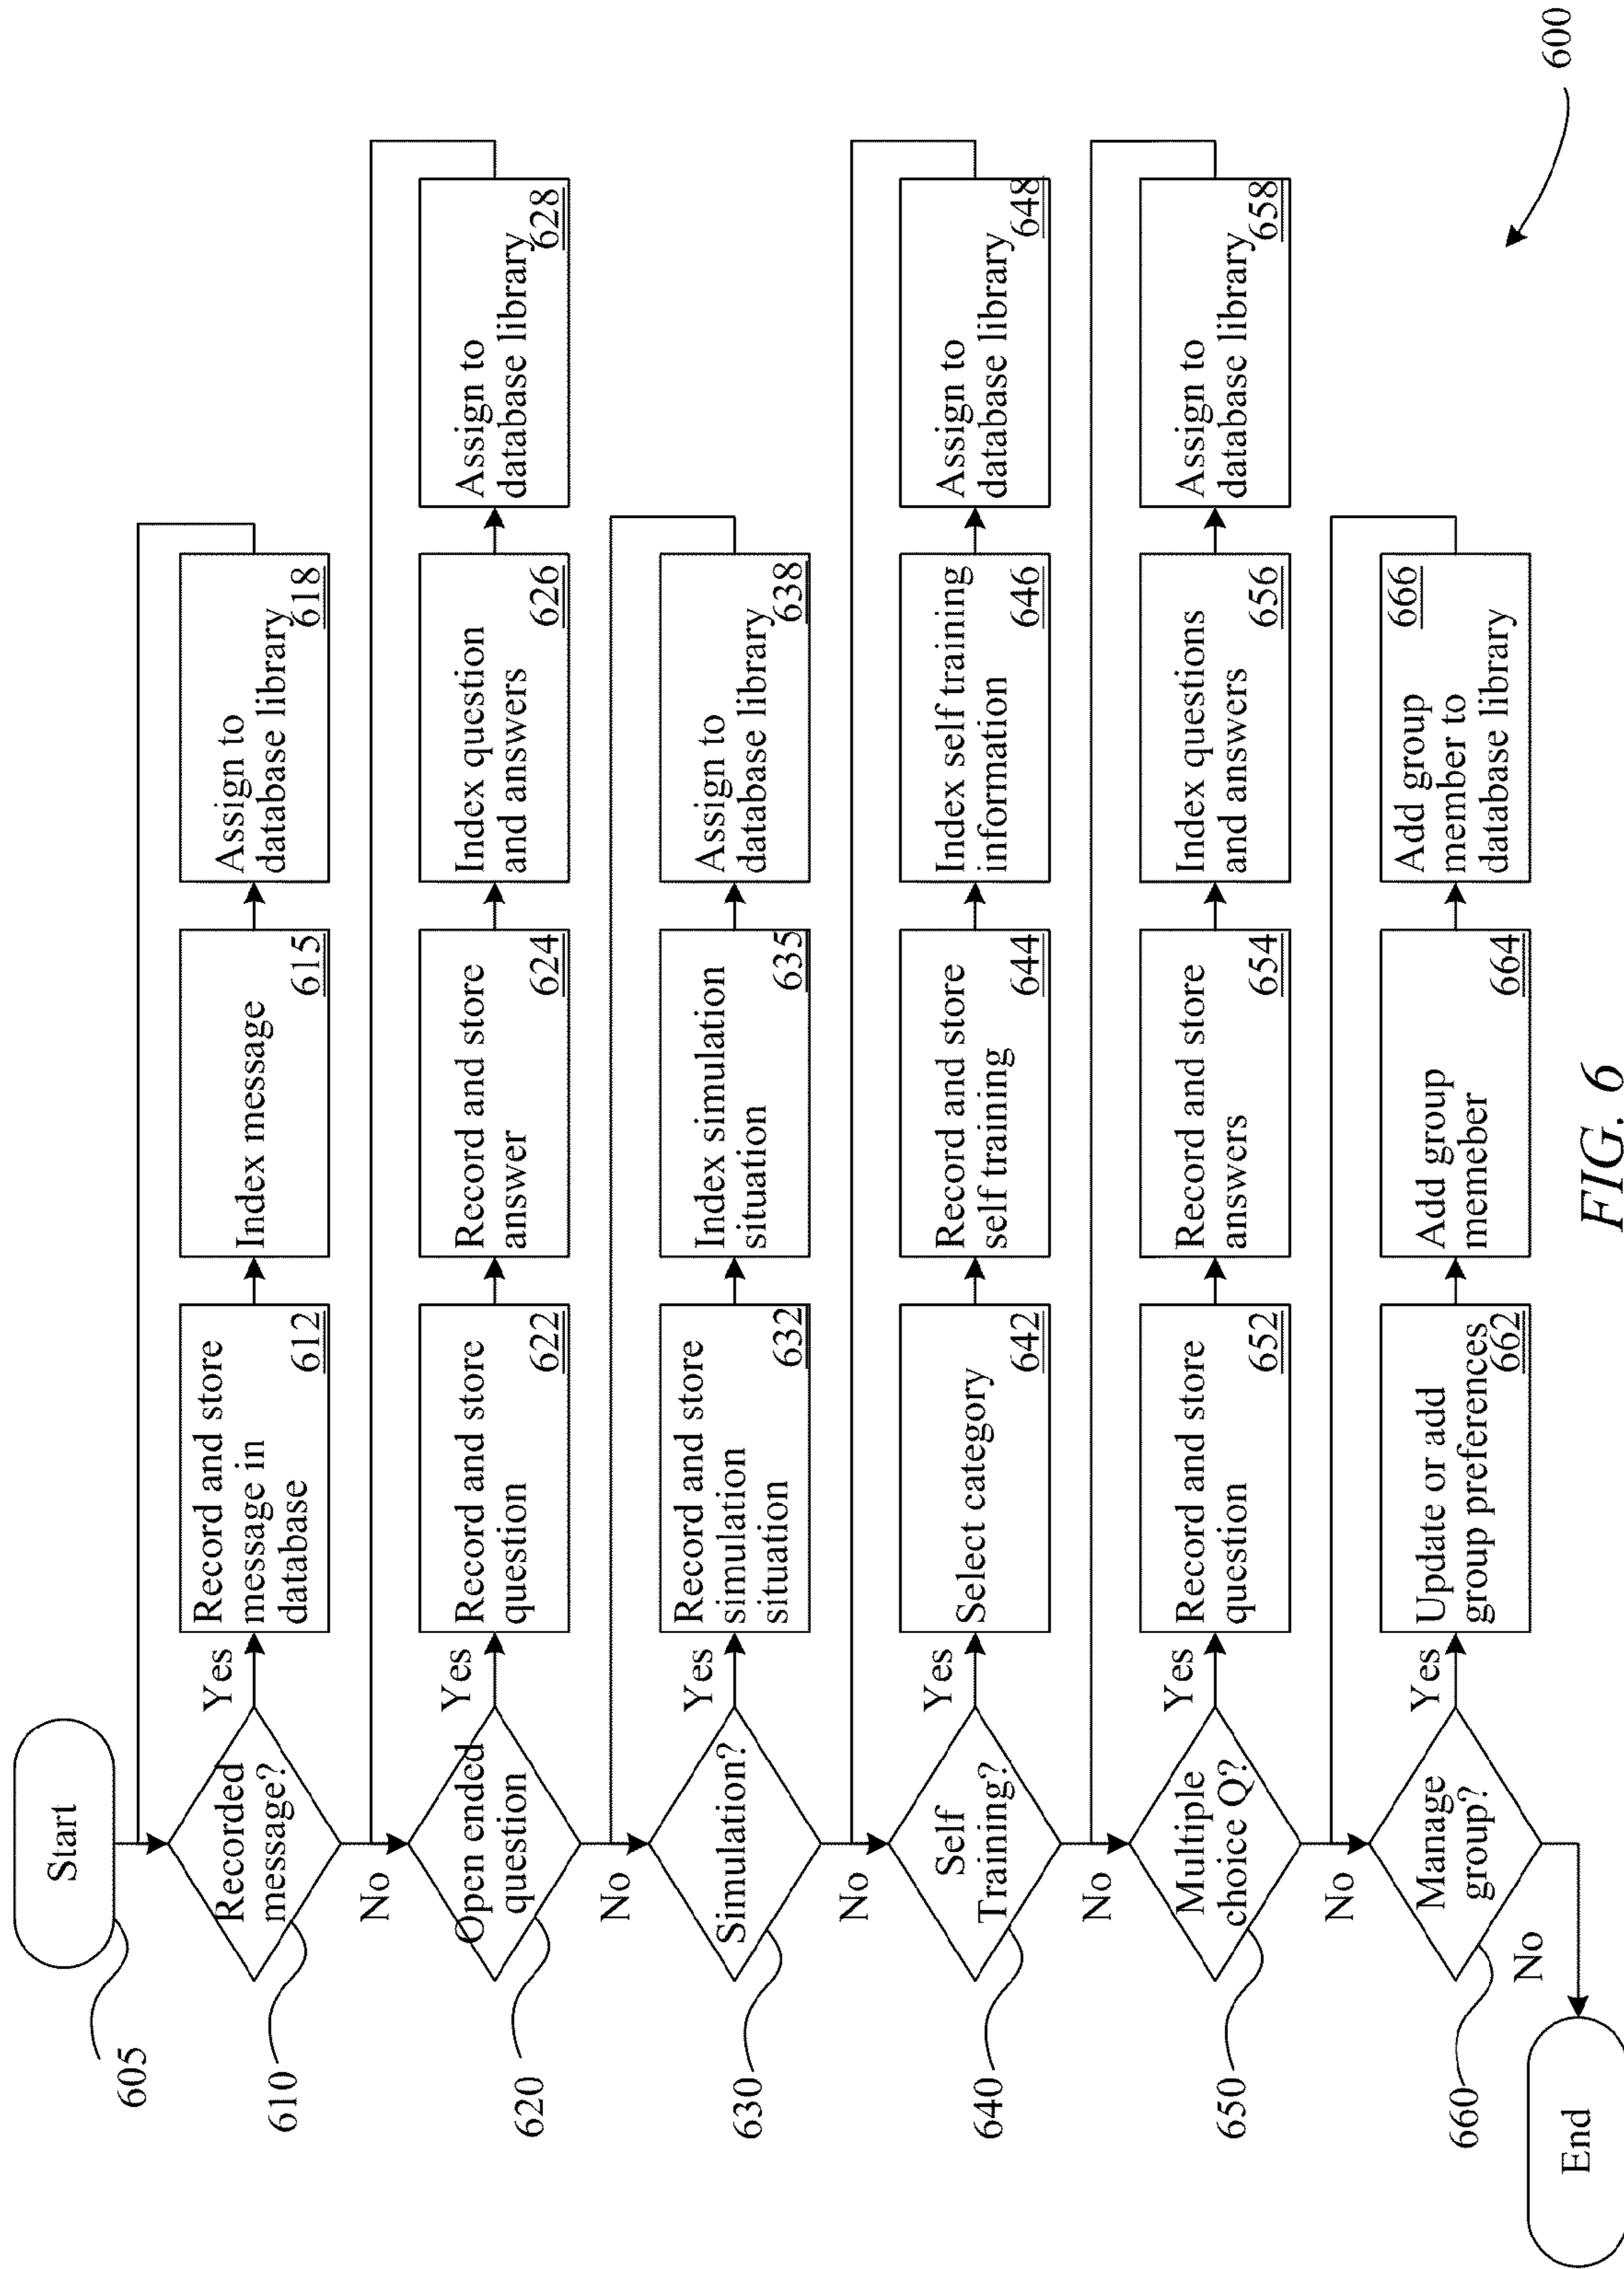 Start
605
Recorded
message?
610
Yes
Record and store
message in
database
612
Index message
615
Assign to
database library
618
No
Open ended
question
620
Yes
Record and store
question
622
Record and store
answer
624
Index question
and answers
626
Assign to
database library
628
No
Simulation?
630
Yes
Record and store
simulation
situation
632
Index simulation
situation
635
Assign to
database library
638
No
Self
Training?
640
Yes
Select category
642
Record and store
self training
644
Index self training
information
646
Assign to
database library
648
No
Multiple
choice Q?
650
Yes
Record and store
question
652
Record and store
answers
654
Index questions
and answers
656
Assign to
database library
658
No
Manage
group?
660
Yes
Update or add
group preferences
662
Add group
memeber
664
Add group
member to
database library
666
No
End
600
FIG. 6